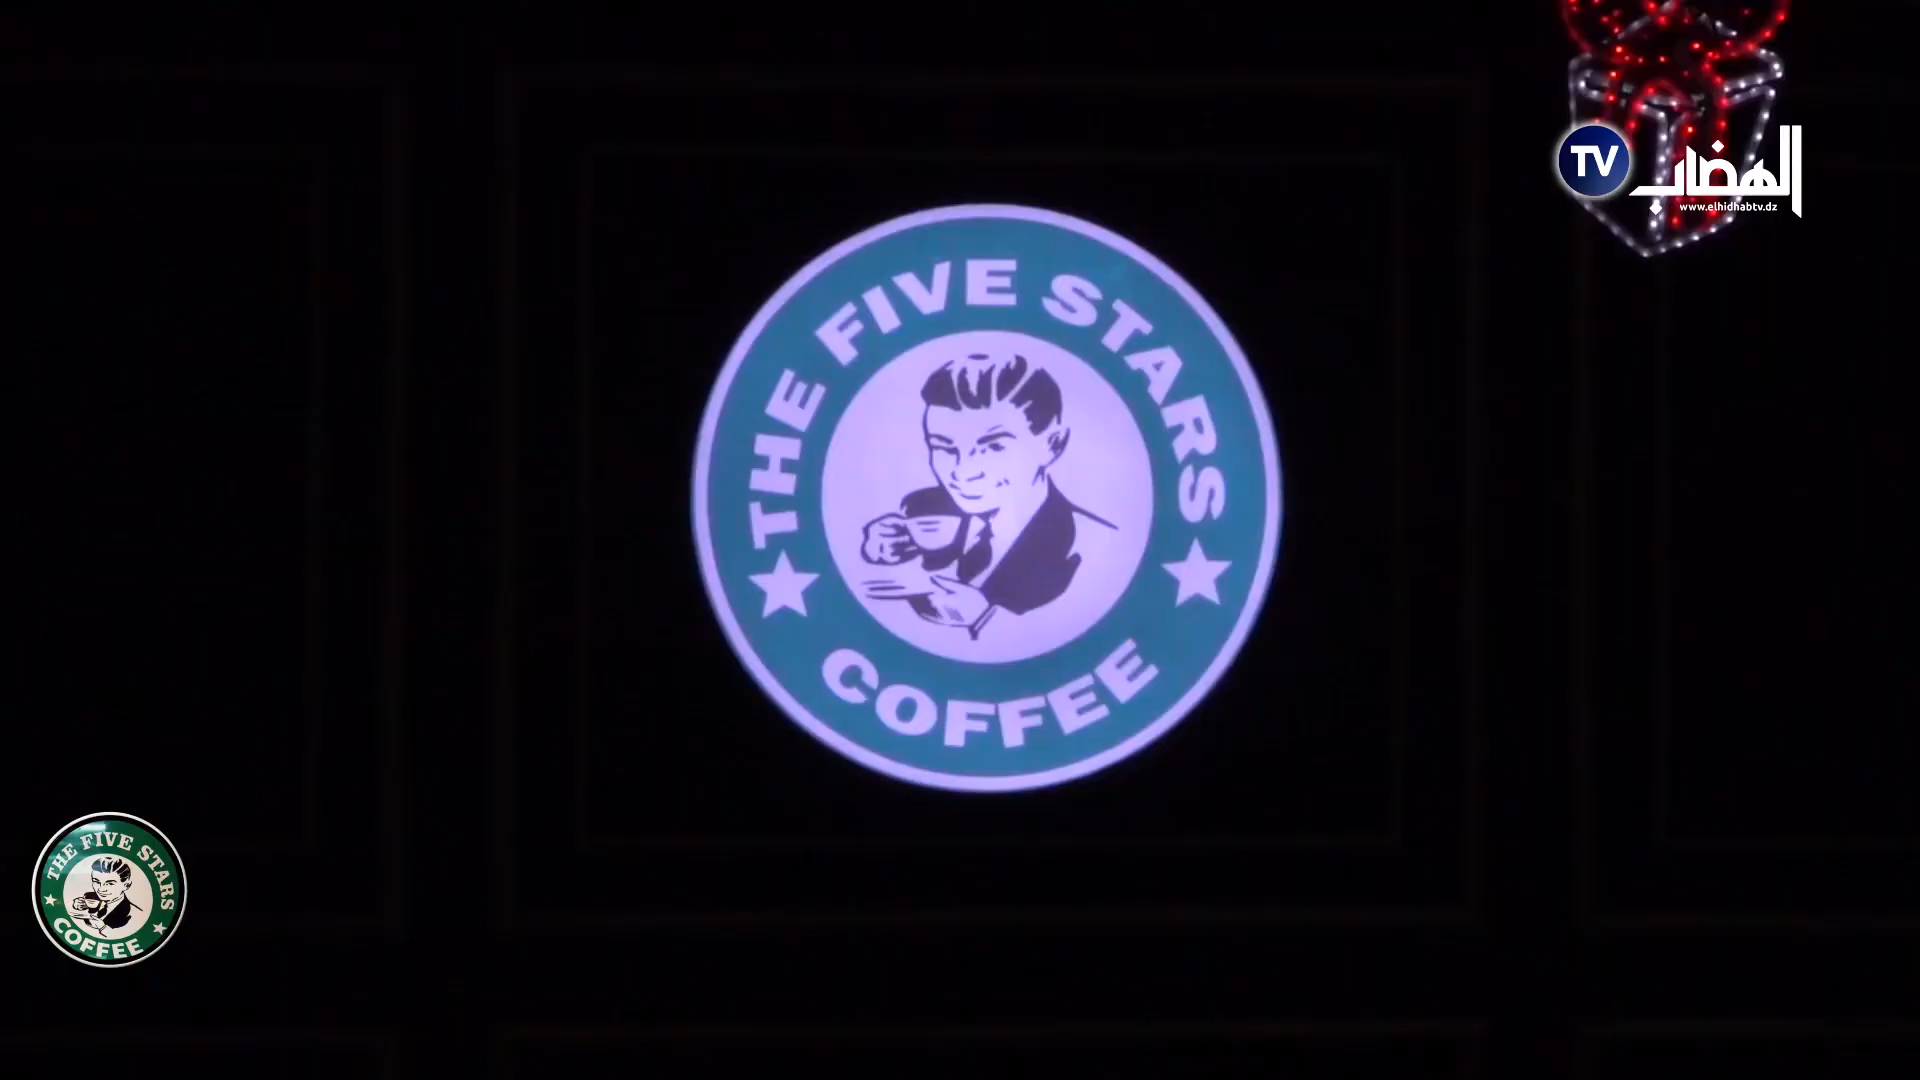 TV الهضاب
www.elhidhabtv.dz
THE FIVE STARS
COFFEE
THE FIVE STARS
COFFEE